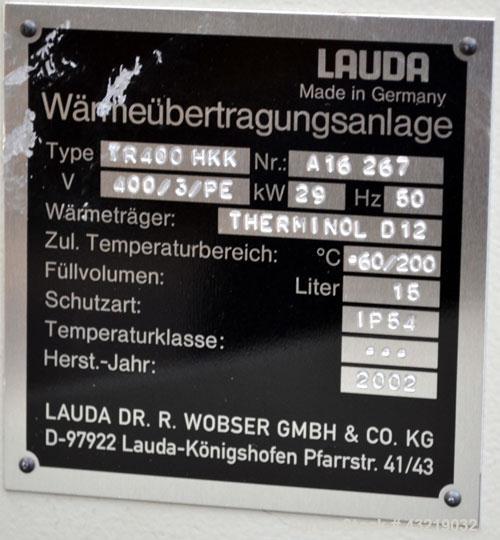 LAUDA
Made in Germany
Wärmeübertragungsanlage
Type TR400 HKK Nr.: A16 267
V 400/3/PE kW 29 Hz 50
Wärmeträger: THERMINOL D12
Zul. Temperaturbereich: °C -60/200
Füllvolumen: Liter 15
Schutzart: IP54
Temperaturklasse: ---
Herst.-Jahr: 2002
LAUDA DR. R. WOBSER GMBH & CO. KG
D-97922 Lauda-Königshofen Pfarrstr. 41/43
Stock # 43219032